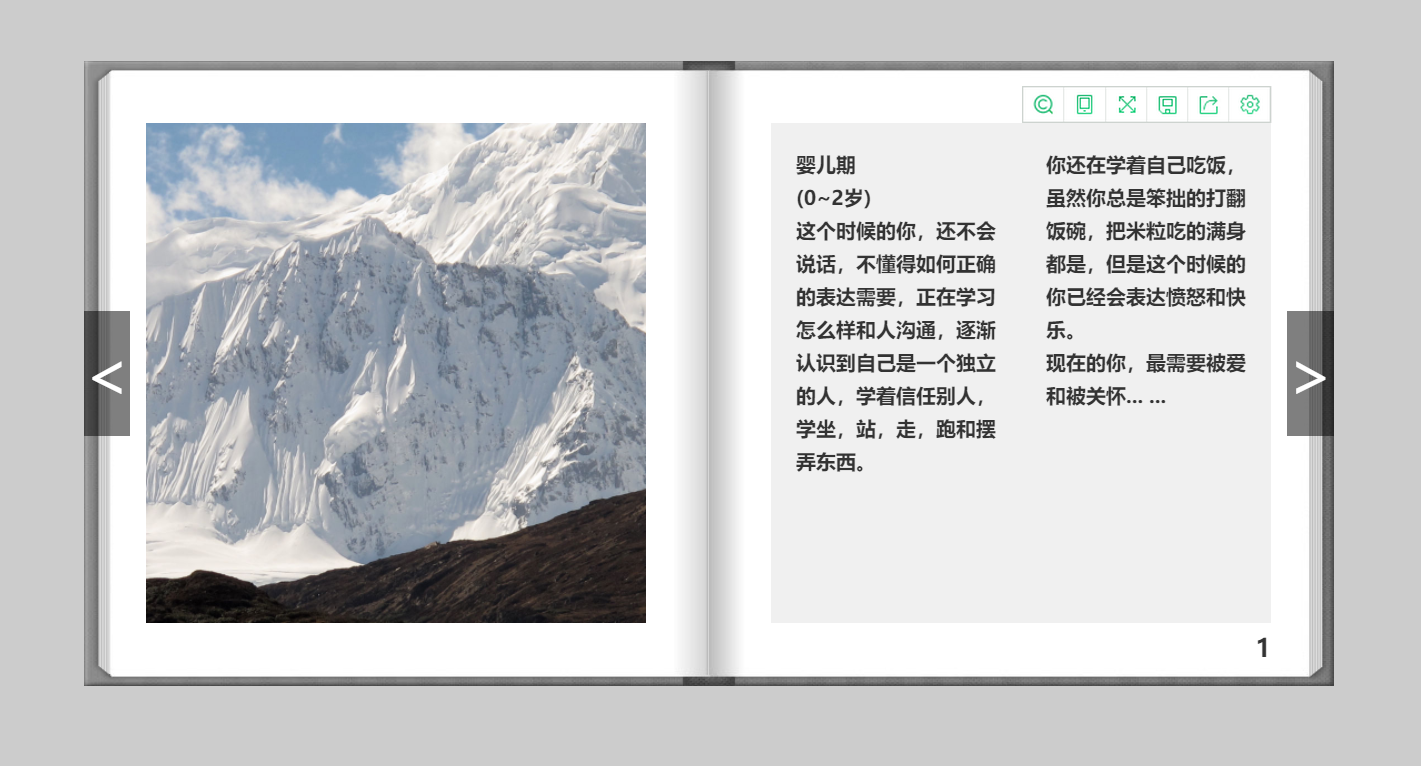 婴儿期
(0~2岁)
这个时候的你，还不会
说话，不懂得如何正确
的表达需要，正在学习
怎么样和人沟通，逐渐
认识到自己是一个独立
的人，学着信任别人，
学坐，站，走，跑和摆
弄东西。
你还在学着自己吃饭，
虽然你总是笨拙的打翻
饭碗，把米粒吃的满身
都是，但是这个时候的
你已经会表达愤怒和快
乐。
现在的你，最需要被爱
和被关怀... ...
<
>
1